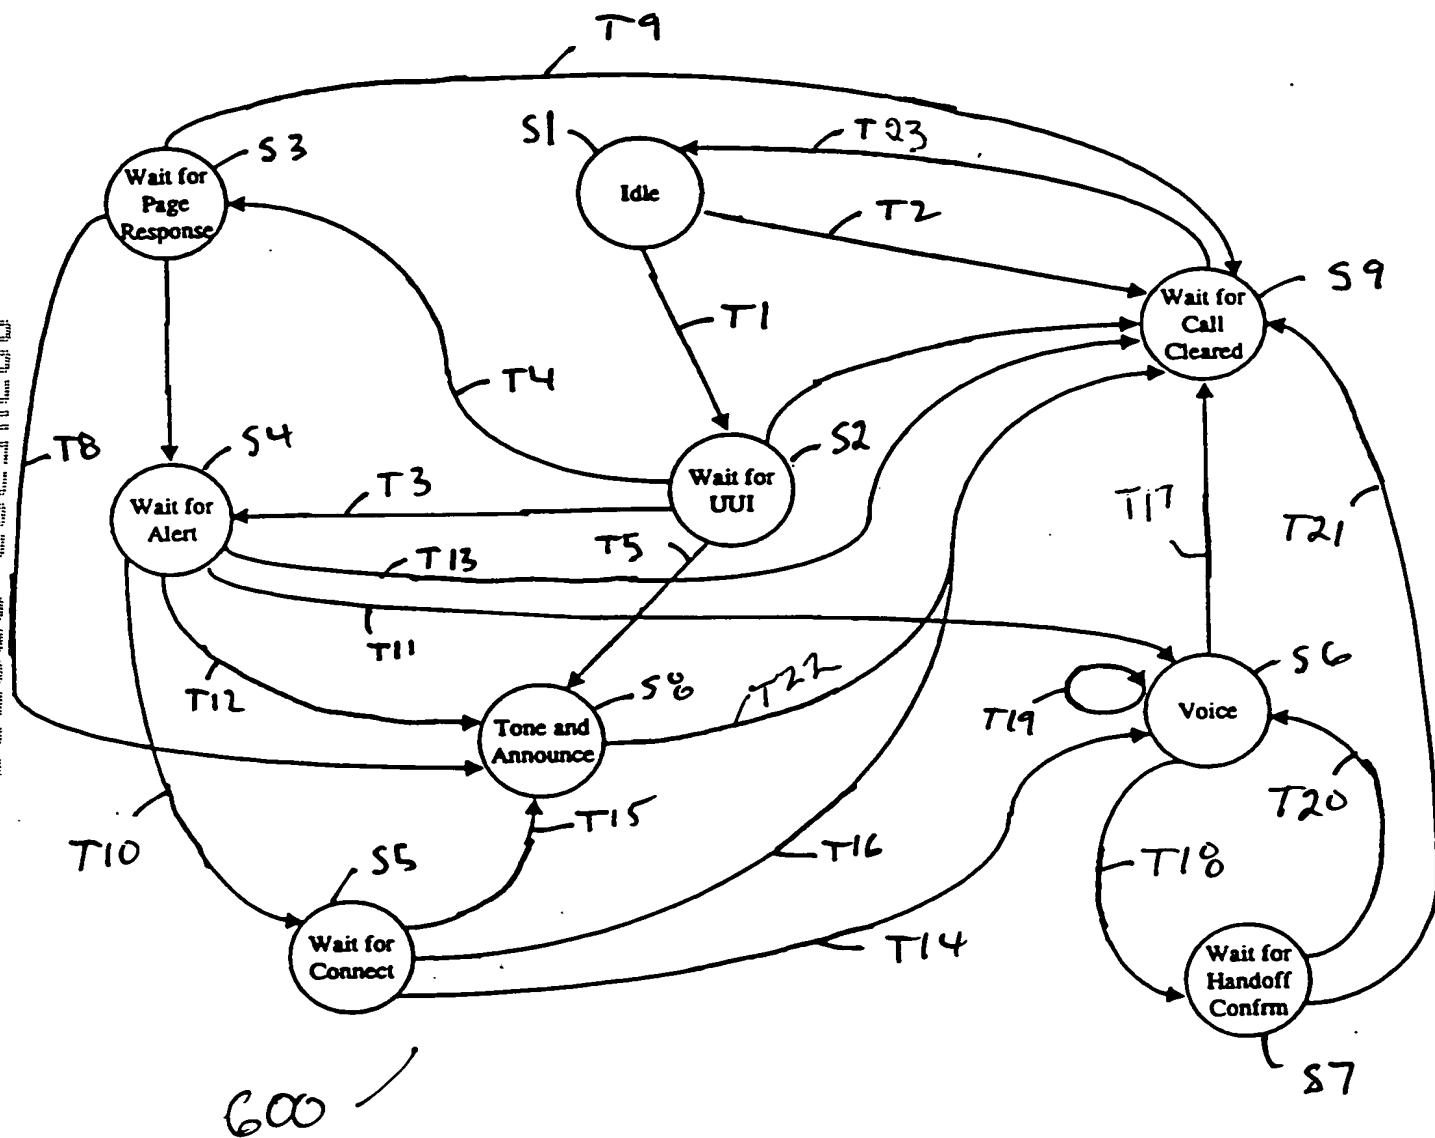 T9
S1
T23
S3
Wait for
Page
Response
Idle
T2
S9
Wait for
Call
Cleared
T1
T4
T8
S4
S2
Wait for
UUI
T3
Wait for
Alert
T17
T21
T5
T13
T11
S6
T12
S8
T22
T19
Voice
Tone and
Announce
T20
T15
T10
S5
T16
T18
Wait for
Connect
T14
Wait for
Handoff
Confrm
S7
600